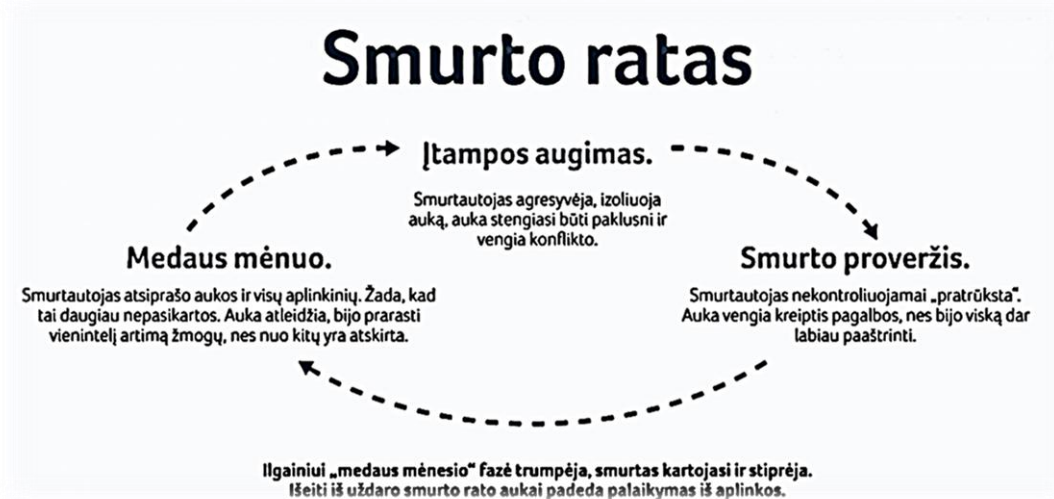 Smurto ratas
Įtampos augimas.
Smurtautojas agresyvėja, izoliuoja
auką, auka stengiasi būti paklusni ir
vengia konflikto.
Smurto proveržis.
Smurtautojas nekontroliuojamai „pratrūksta“.
Auka vengia kreiptis pagalbos, nes bijo viską dar
labiau paaštrinti.
Medaus mėnuo.
Smurtautojas atsiprašo aukos ir visų aplinkinių. Žada, kad
tai daugiau nepasikartos. Auka atleidžia, bijo prarasti
vienintelį artimą žmogų, nes nuo kitų yra atskirta.
Ilgainiui „medaus mėnesio“ fazė trumpėja, smurtas kartojasi ir stiprėja.
Išeiti iš uždaro smurto rato aukai padeda palaikymas iš aplinkos.